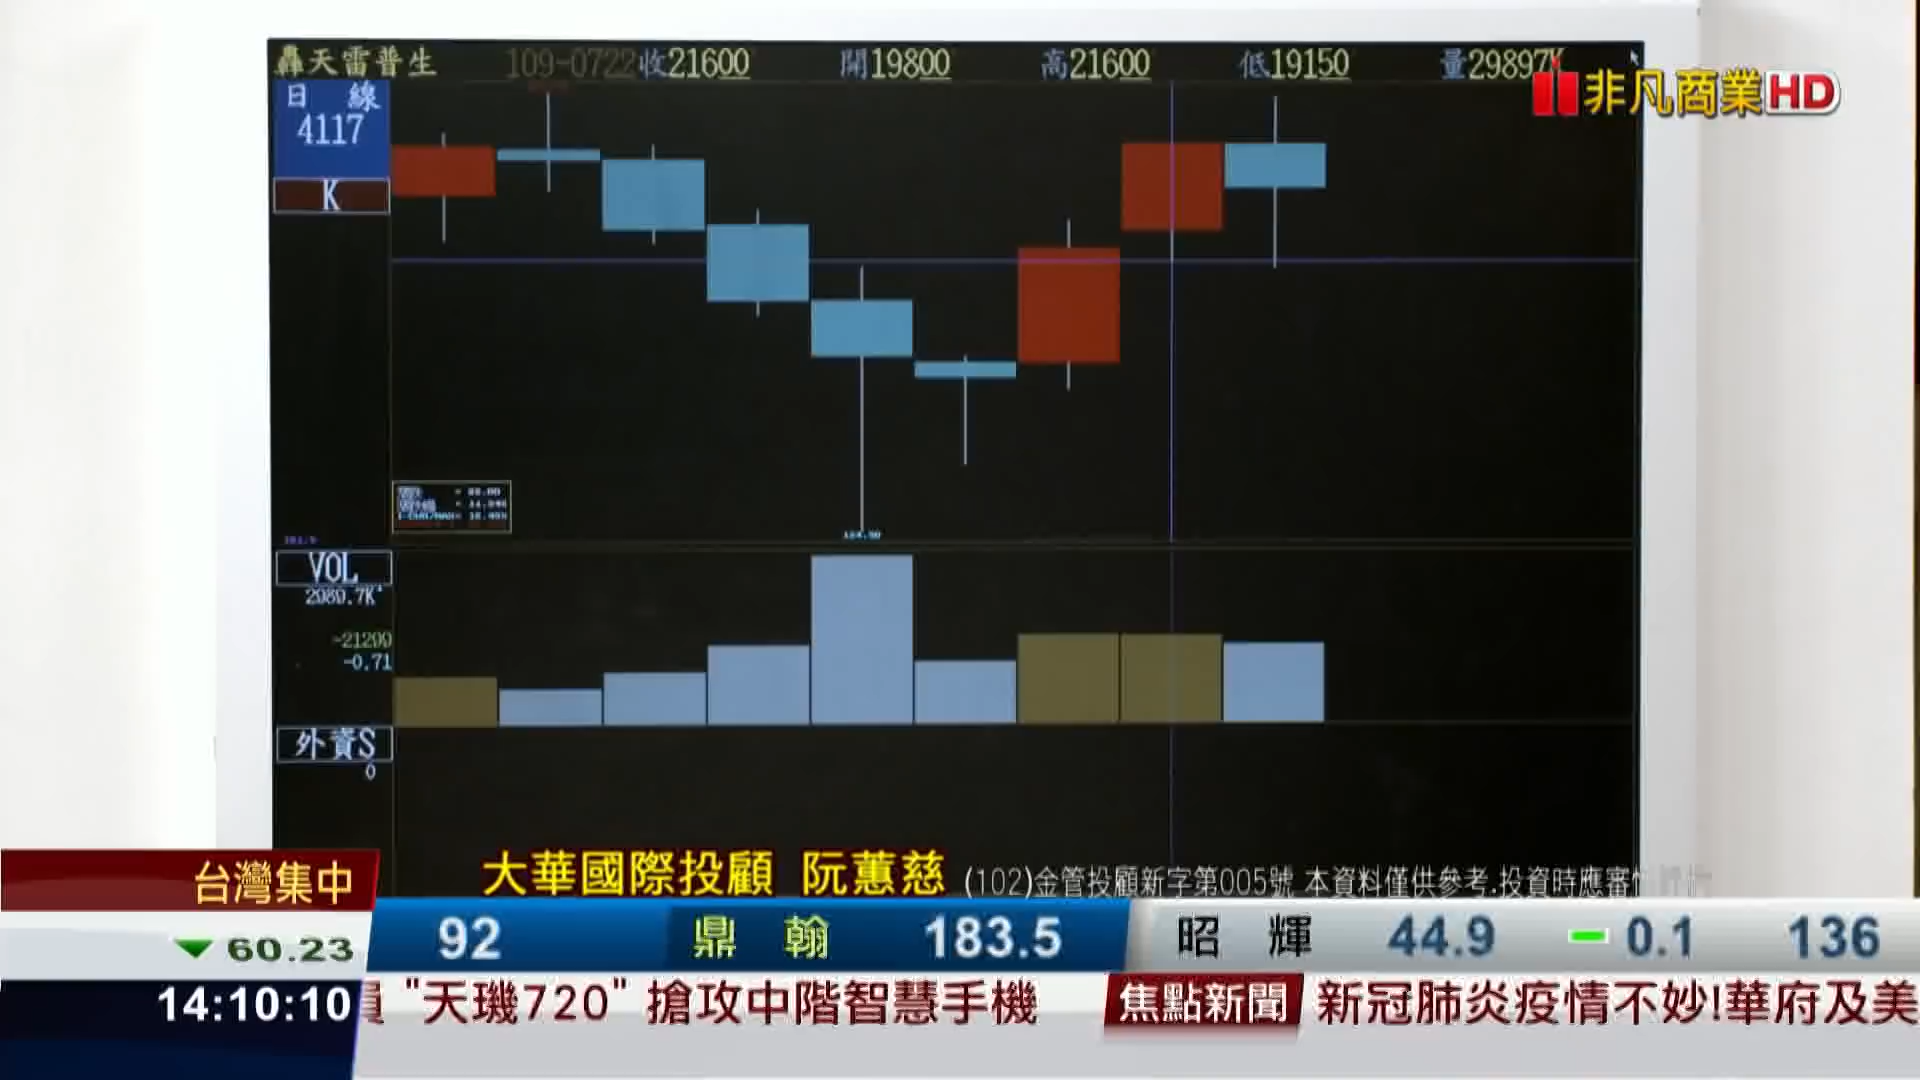 轟天雷普生 109-0722收21600 開19800 高21600 低19150 量29897K
非凡商業HD
日 線
4117
K
VOL
2989.7K
-21200
-0.71
外資S
0
台灣集中
大華國際投顧 阮蕙慈 (102)金管投顧新字第005號 本資料僅供參考.投資時應審慎
60.23
92 鼎 翰 183.5 昭 輝 44.9 0.1 136
14:10:10
員 "天璣720" 搶攻中階智慧手機 焦點新聞 新冠肺炎疫情不妙!華府及美